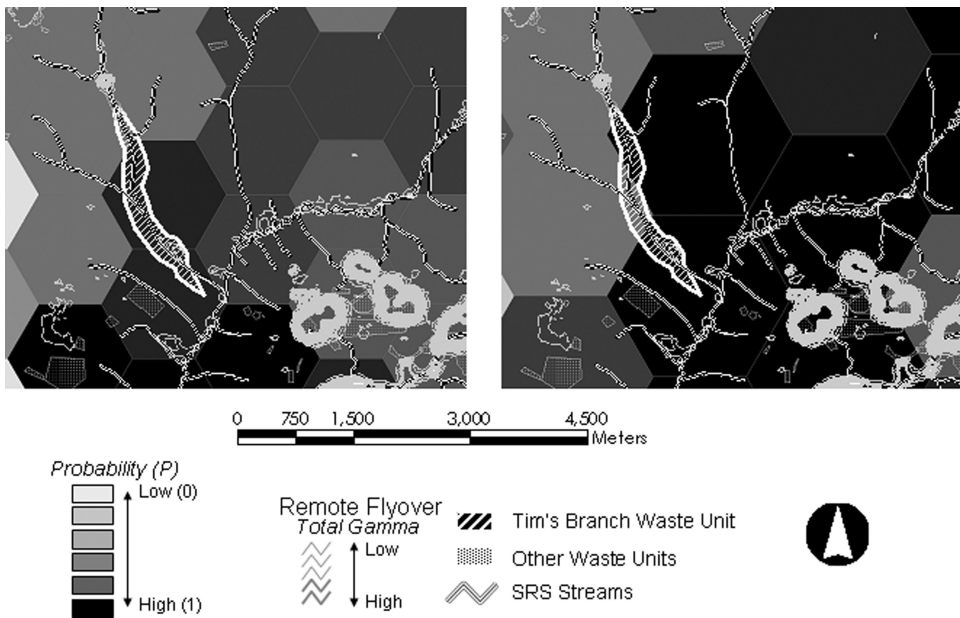 0 750 1,500 3,000 4,500
Meters
Probability (P)
Low (0)
High (1)
Remote Flyover
Total Gamma
Low
High
Tim's Branch Waste Unit
Other Waste Units
SRS Streams